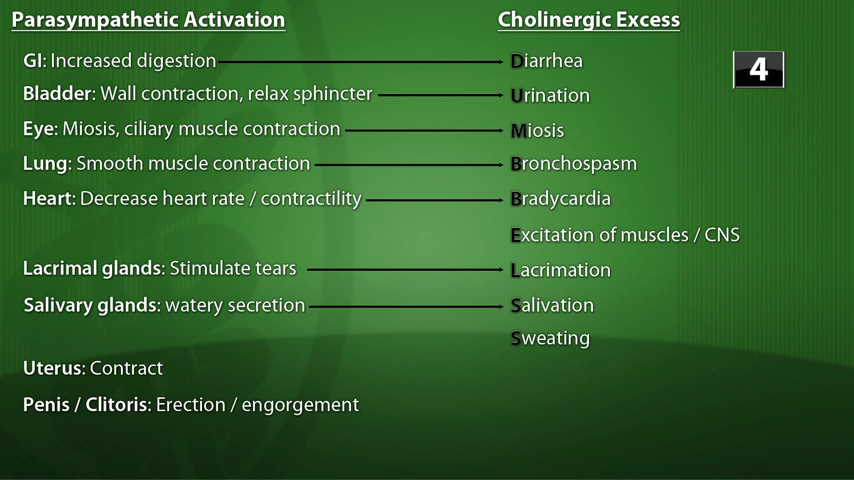 Parasympathetic Activation
Cholinergic Excess
4
GI: Increased digestion
Diarrhea
Bladder: Wall contraction, relax sphincter
Urination
Eye: Miosis, ciliary muscle contraction
Miosis
Lung: Smooth muscle contraction
Bronchospasm
Heart: Decrease heart rate / contractility
Bradycardia
Excitation of muscles / CNS
Lacrimal glands: Stimulate tears
Lacrimation
Salivary glands: watery secretion
Salivation
Sweating
Uterus: Contract
Penis / Clitoris: Erection / engorgement